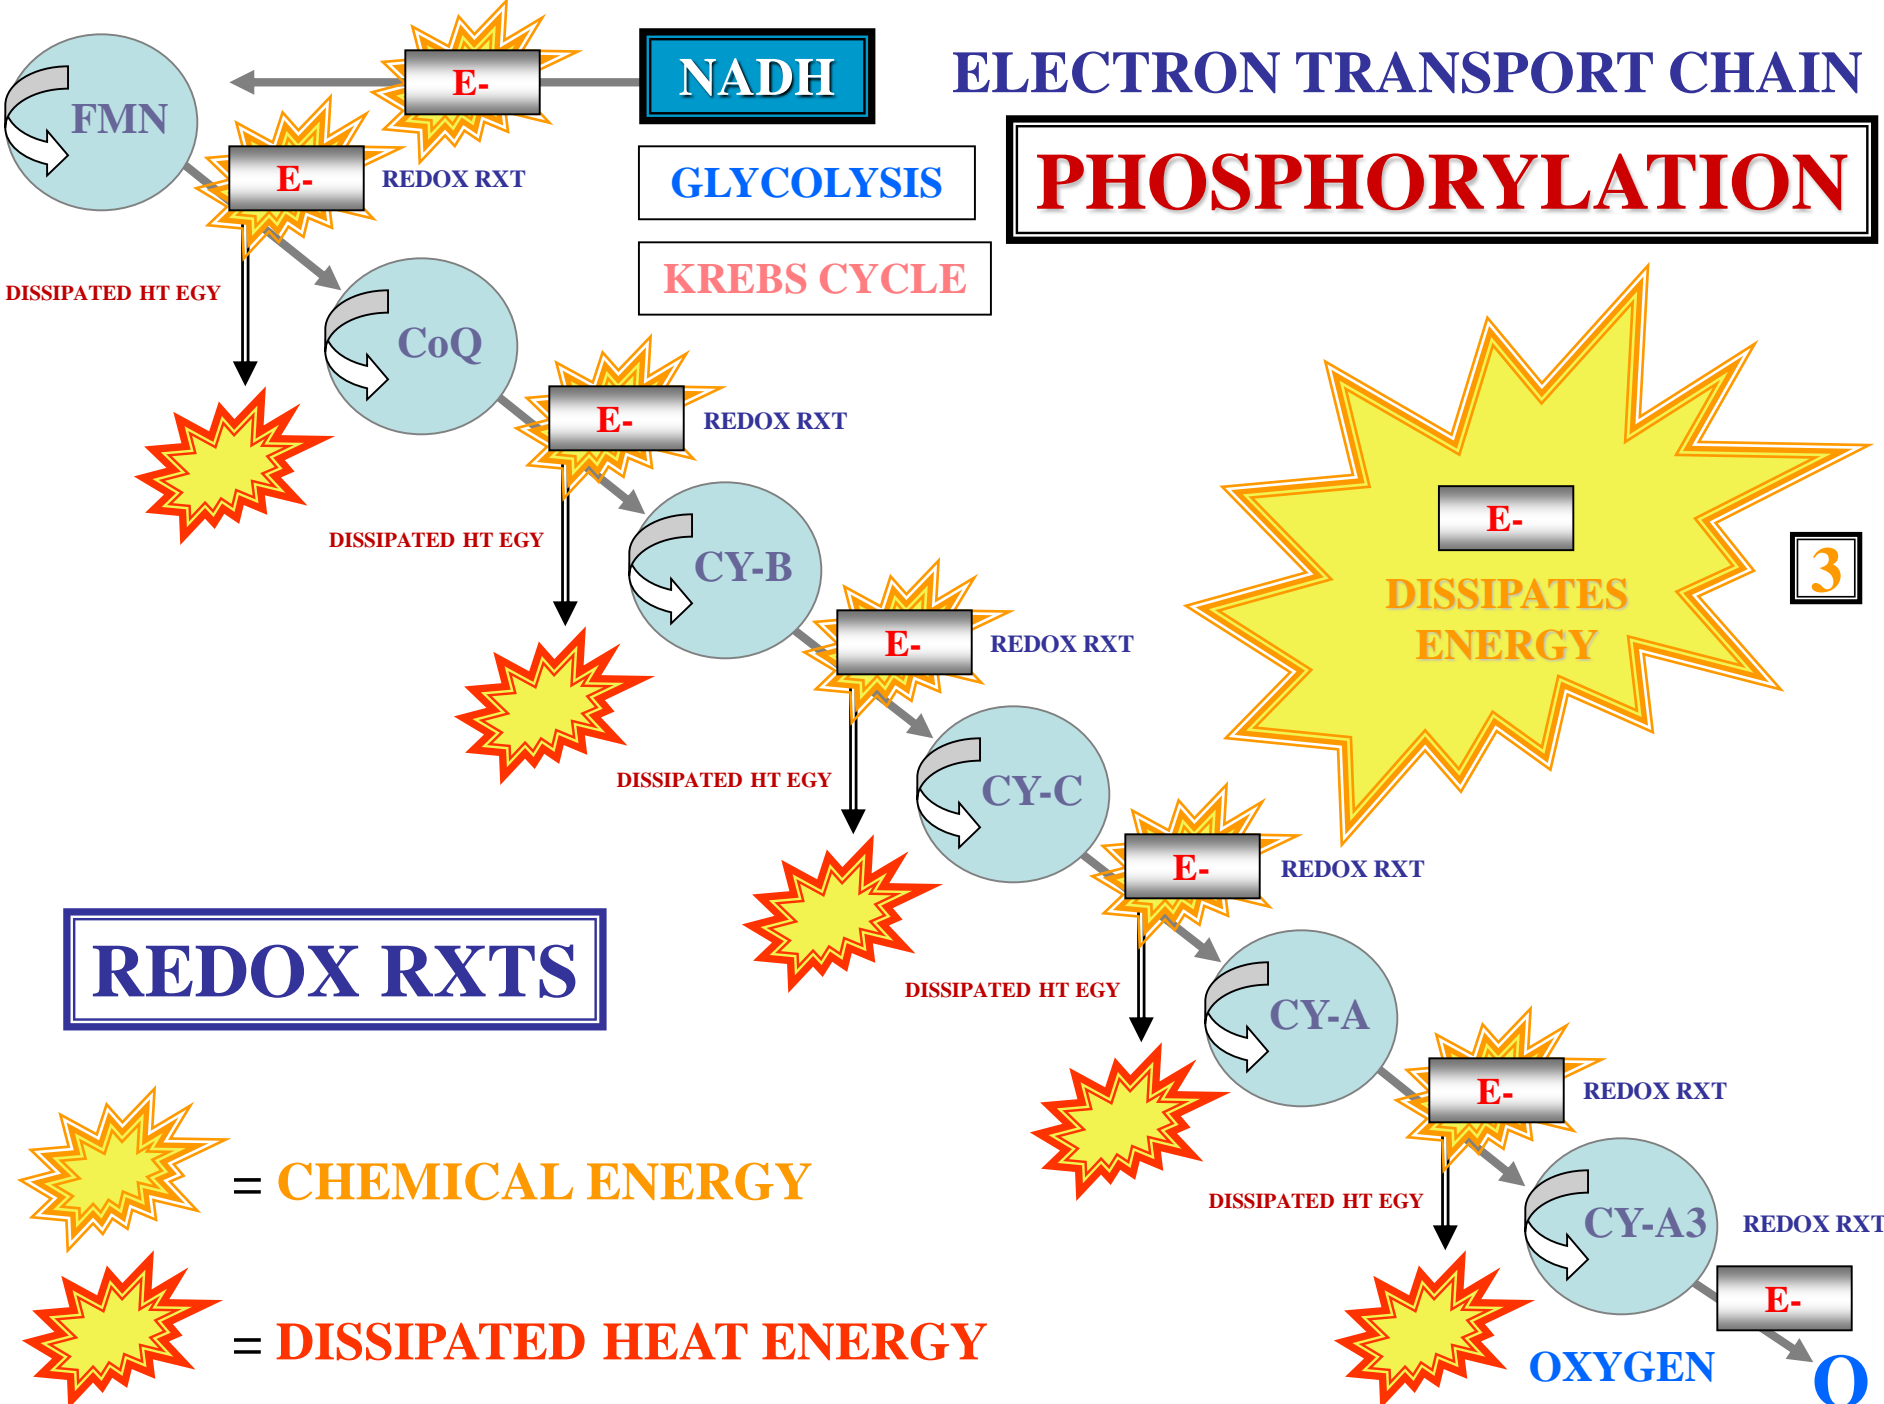 E-
NADH
ELECTRON TRANSPORT CHAIN
FMN
E-
REDOX RXT
GLYCOLYSIS
PHOSPHORYLATION
DISSIPATED HT EGY
KREBS CYCLE
CoQ
E-
REDOX RXT
E-
DISSIPATED HT EGY
CY-B
DISSIPATES
ENERGY
3
E-
REDOX RXT
DISSIPATED HT EGY
CY-C
E-
REDOX RXT
REDOX RXTS
DISSIPATED HT EGY
CY-A
E-
REDOX RXT
= CHEMICAL ENERGY
DISSIPATED HT EGY
CY-A3
REDOX RXT
E-
= DISSIPATED HEAT ENERGY
OXYGEN
O